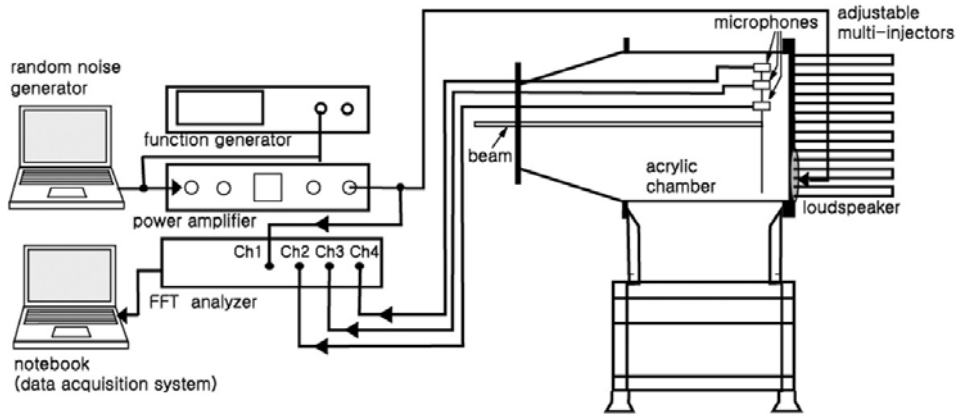 random noise
generator
function generator
power amplifier
Ch1 Ch2 Ch3 Ch4
FFT analyzer
notebook
(data acquisition system)
microphones
adjustable
multi-injectors
beam
acrylic
chamber
loudspeaker